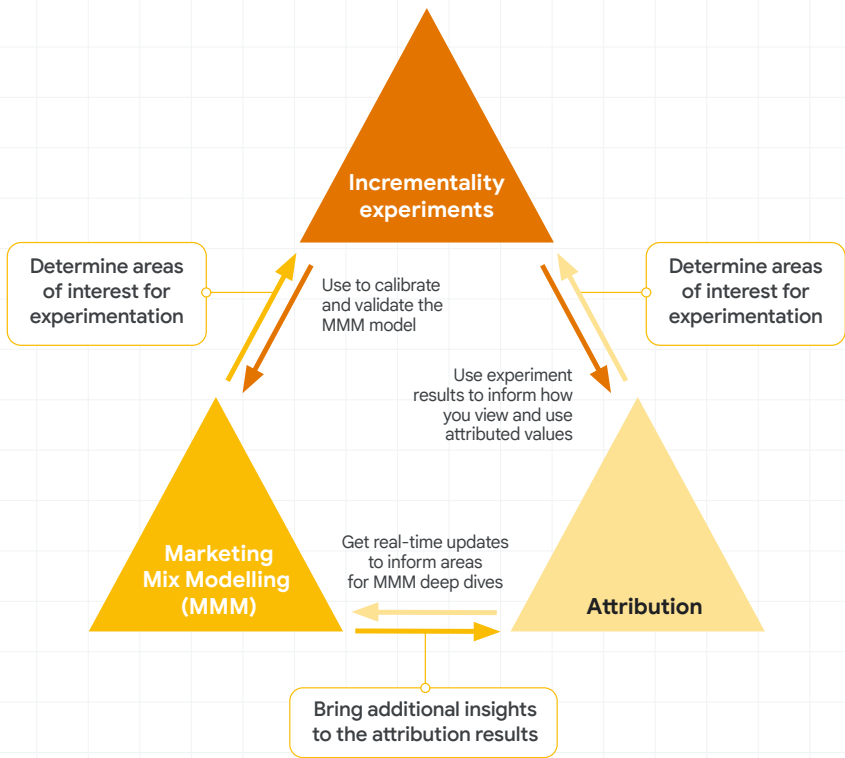 Incrementality
experiments
Determine areas
of interest for
experimentation
Use to calibrate
and validate the
MMM model
Determine areas
of interest for
experimentation
Use experiment
results to inform how
you view and use
attributed values
Marketing
Mix Modelling
(MMM)
Get real-time updates
to inform areas
for MMM deep dives
Attribution
Bring additional insights
to the attribution results